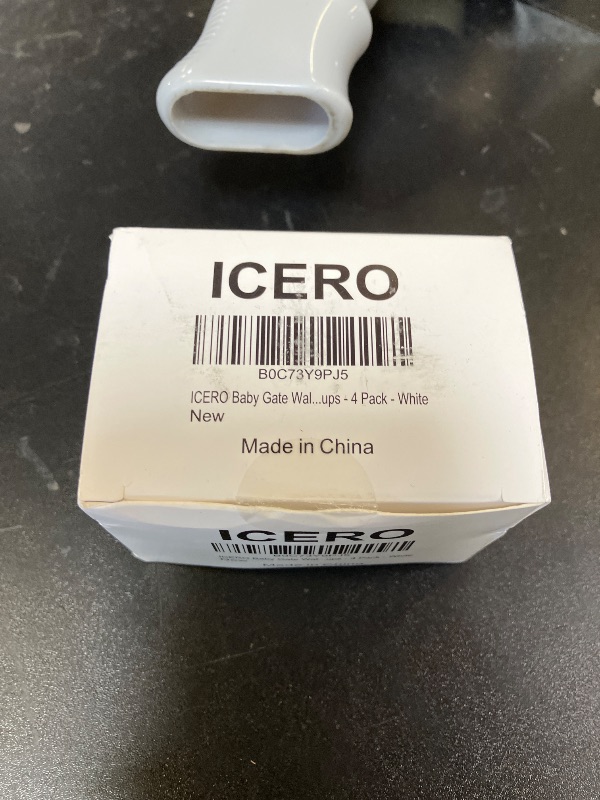 ICERO
B0C73Y9PJ5
ICERO Baby Gate Wal...ups - 4 Pack - White
New
Made in China
ICERO